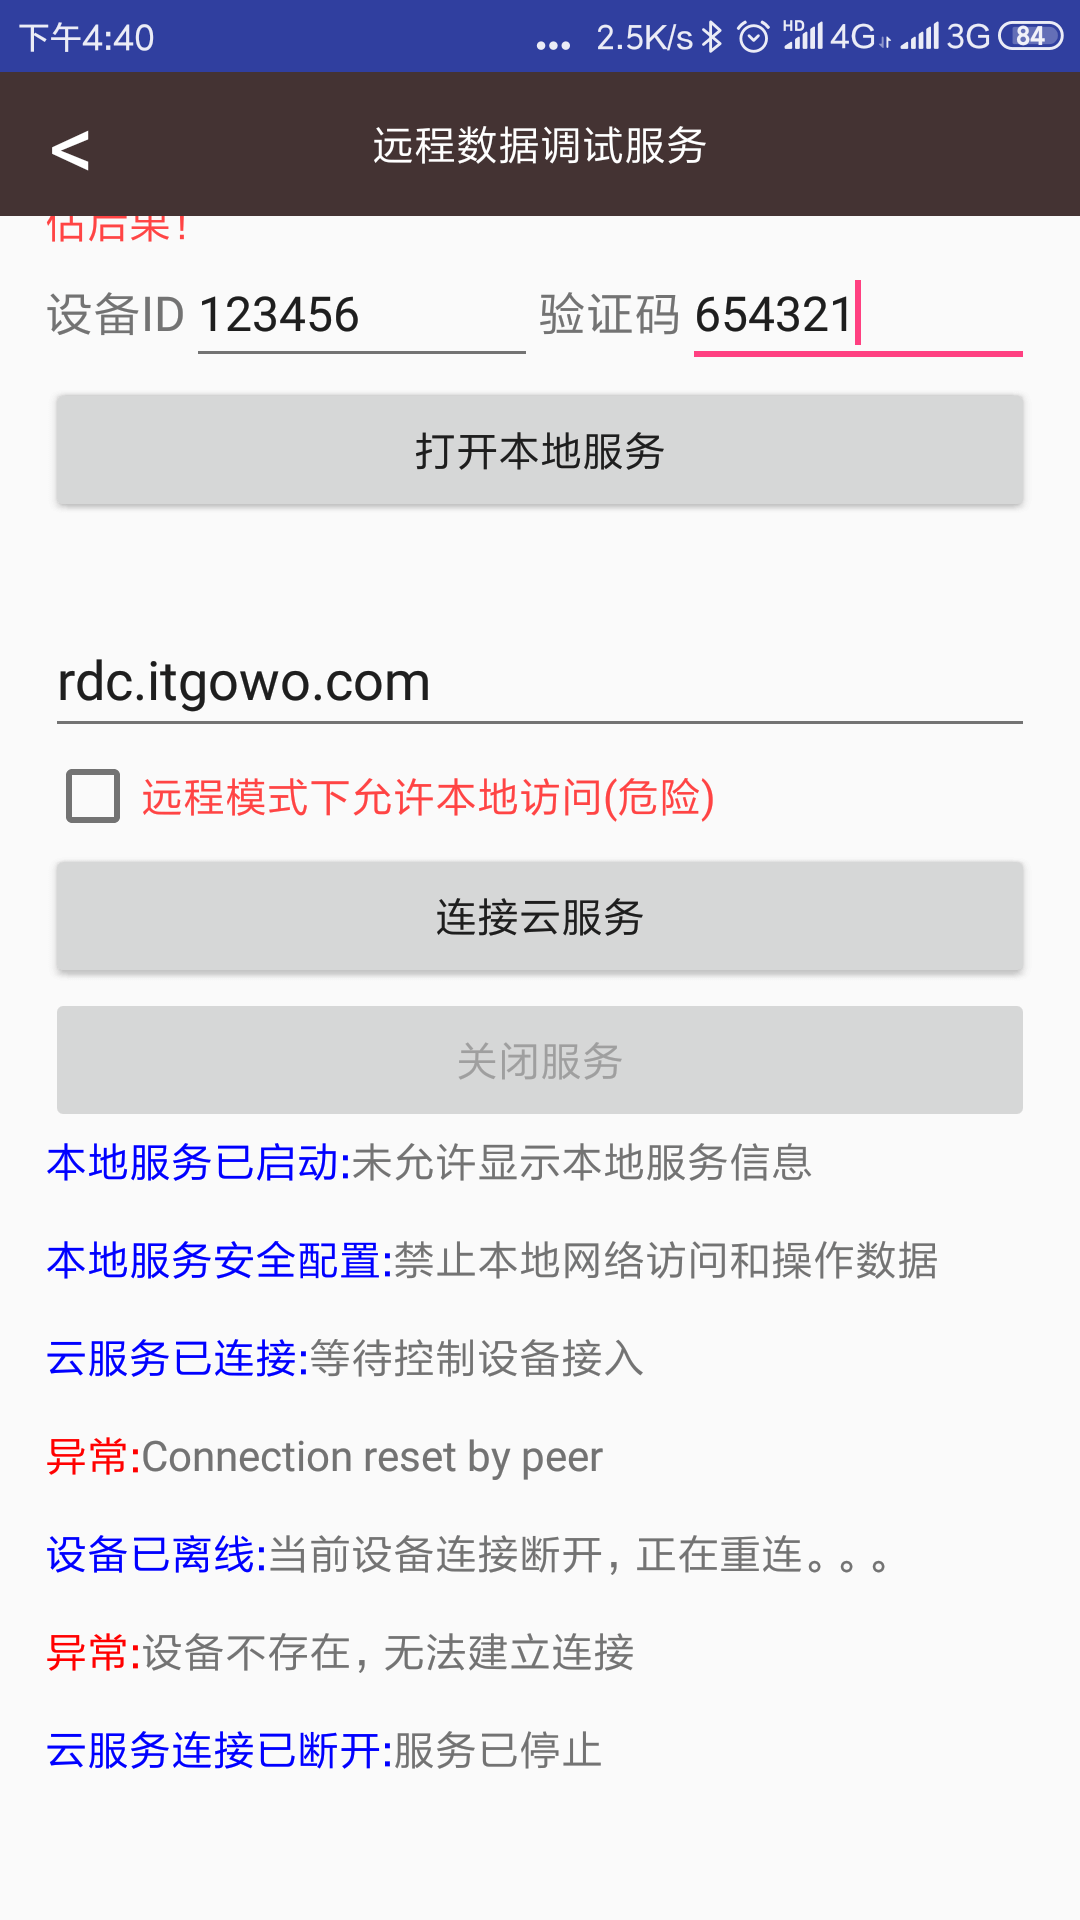 下午4:40 ... 2.5K/s HD 4G 3G 84
< 远程数据调试服务
估后果!
设备ID 123456 验证码 654321
打开本地服务
rdc.itgowo.com
远程模式下允许本地访问(危险)
连接云服务
关闭服务
本地服务已启动:未允许显示本地服务信息
本地服务安全配置:禁止本地网络访问和操作数据
云服务已连接:等待控制设备接入
异常:Connection reset by peer
设备已离线:当前设备连接断开，正在重连。。。
异常:设备不存在，无法建立连接
云服务连接已断开:服务已停止